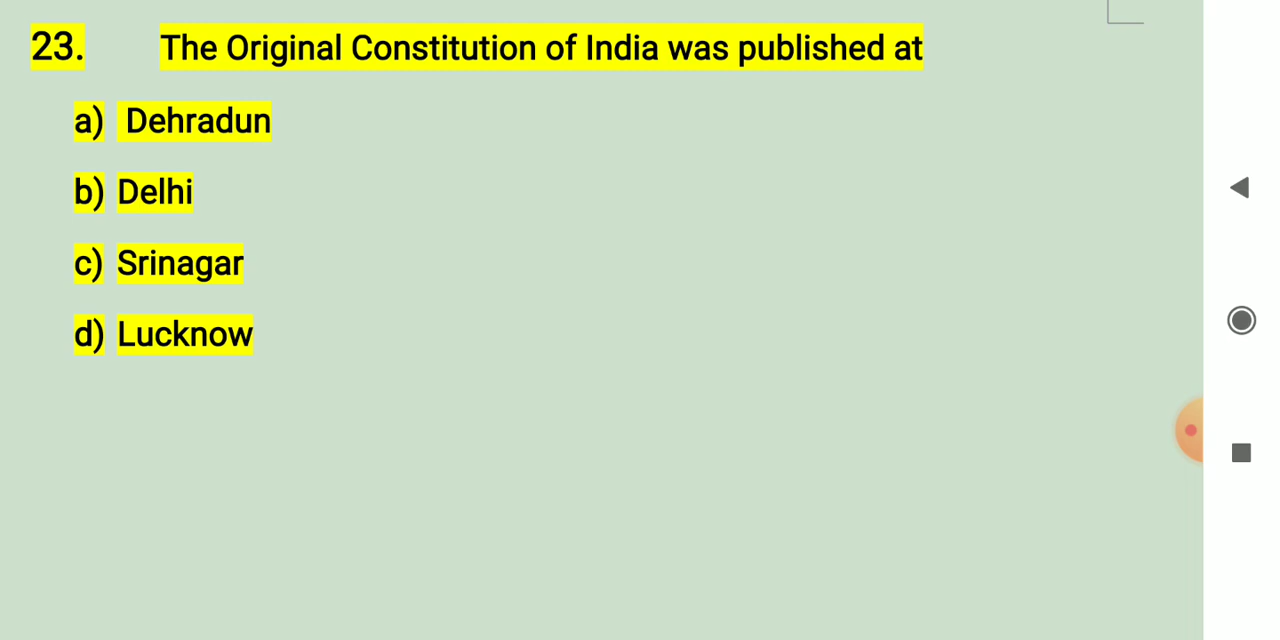 23. The Original Constitution of India was published at
a) Dehradun
b) Delhi
c) Srinagar
d) Lucknow